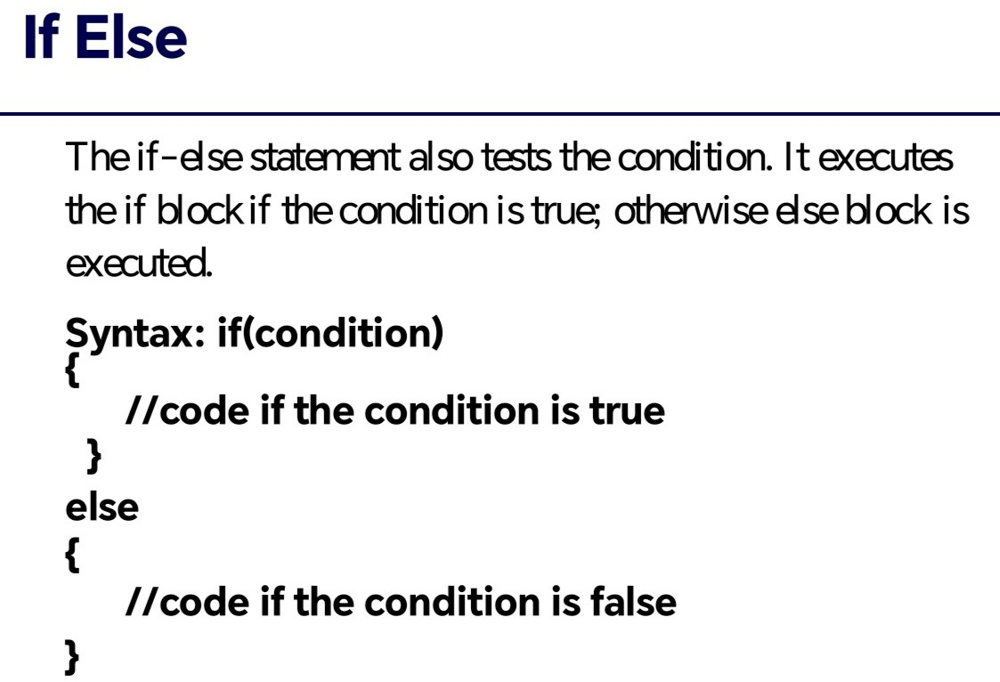 If Else
The if-else statement also tests the condition. It executes
the if block if the condition is true; otherwise else block is
executed.
Syntax: if(condition)
{
//code if the condition is true
}
else
{
//code if the condition is false
}